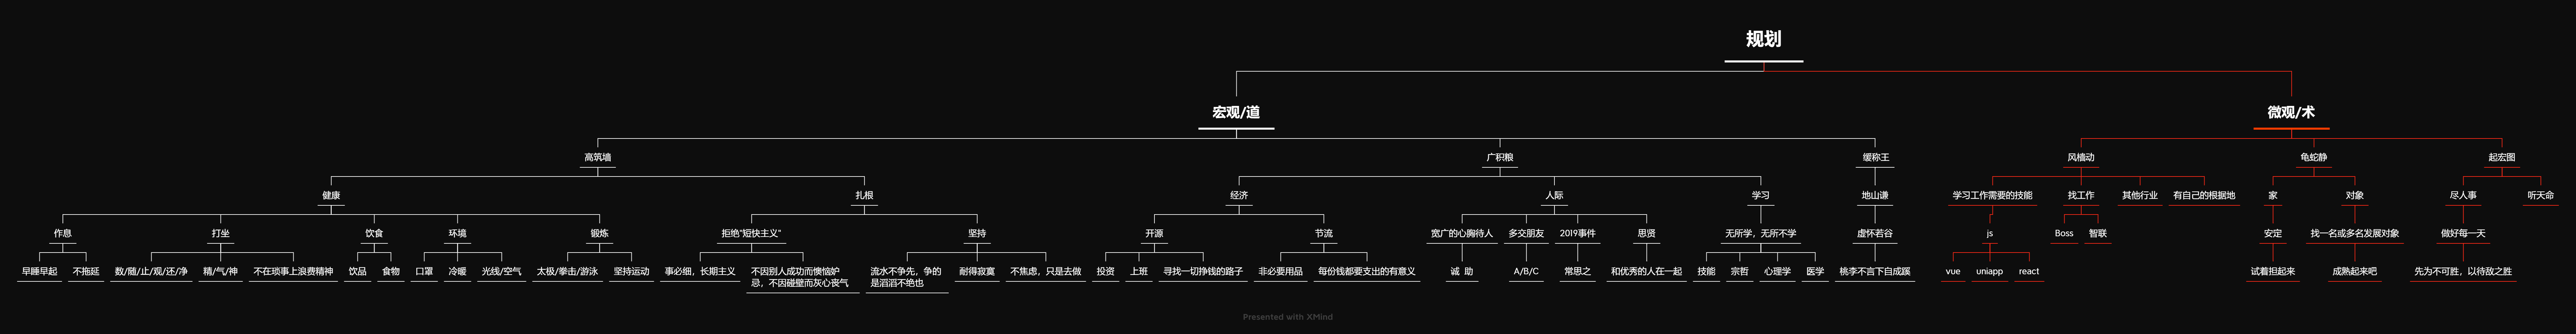 规划
宏观/道
微观/术
高筑墙
广积粮
缓称王
风樯动
龟蛇静
起宏图
健康
扎根
经济
人际
学习
地山谦
学习工作需要的技能
找工作
其他行业
有自己的根据地
家
对象
尽人事
听天命
作息
打坐
饮食
环境
锻炼
拒绝"短快主义"
坚持
开源
节流
宽广的心胸待人
多交朋友
2019事件
思贤
无所学，无所不学
虚怀若谷
js
Boss
智联
安定
找一名或多名发展对象
做好每一天
早睡早起
不拖延
数/随/止/观/还/净
精/气/神
不在琐事上浪费精神
饮品
食物
口罩
冷暖
光线/空气
太极/拳击/游泳
坚持运动
事必细，长期主义
不因别人成功而懊恼妒
忌，不因碰壁而灰心丧气
流水不争先，争的
是滔滔不绝也
耐得寂寞
不焦虑，只是去做
投资
上班
寻找一切挣钱的路子
非必要用品
每份钱都要支出的有意义
诚 助
A/B/C
常思之
和优秀的人在一起
技能
宗哲
心理学
医学
桃李不言下自成蹊
vue
uniapp
react
试着担起来
成熟起来吧
先为不可胜，以待敌之胜
Presented with XMind